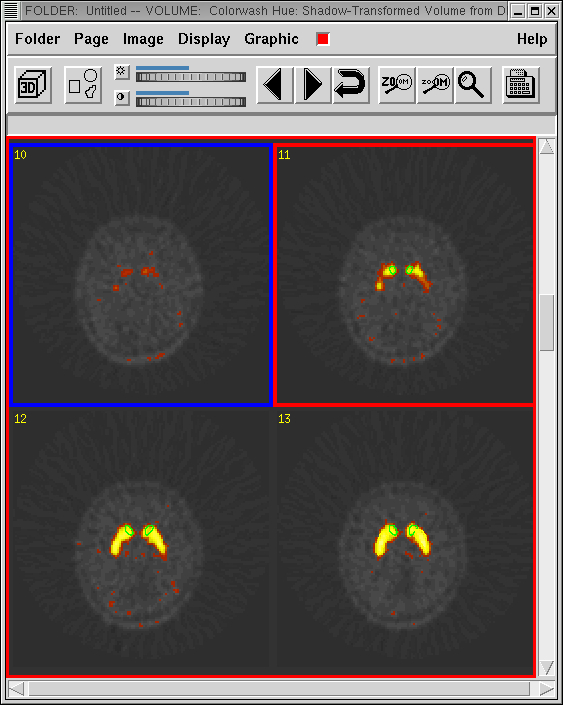 FOLDER: Untitled -- VOLUME: Colorwash Hue: Shadow-Transformed Volume from D
Folder Page Image Display Graphic Help
3D ZOOM ZOOM
10 11
12 13